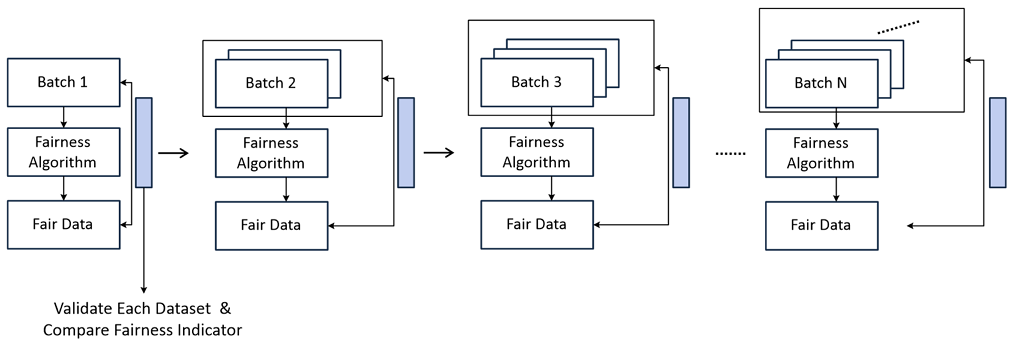 Batch 1
Fairness
Algorithm
Fair Data
Validate Each Dataset &
Compare Fairness Indicator
Batch 2
Fairness
Algorithm
Fair Data
Batch 3
Fairness
Algorithm
Fair Data
Batch N
Fairness
Algorithm
Fair Data